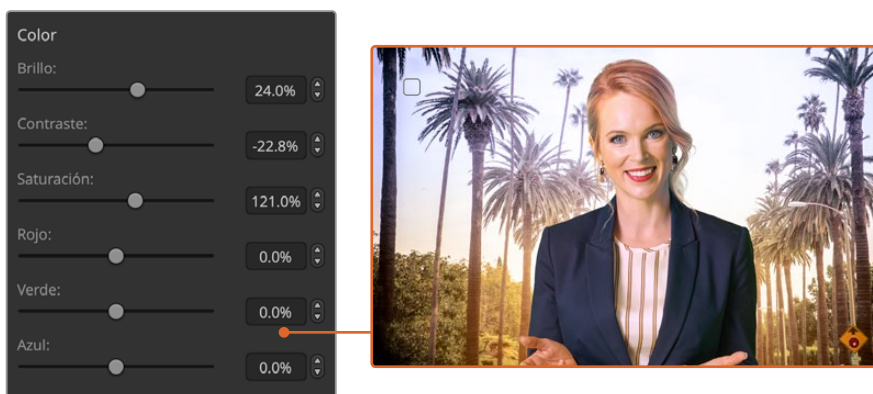 Color
Brillo:
24.0%
Contraste:
-22.8%
Saturación:
121.0%
Rojo:
0.0%
Verde:
0.0%
Azul:
0.0%